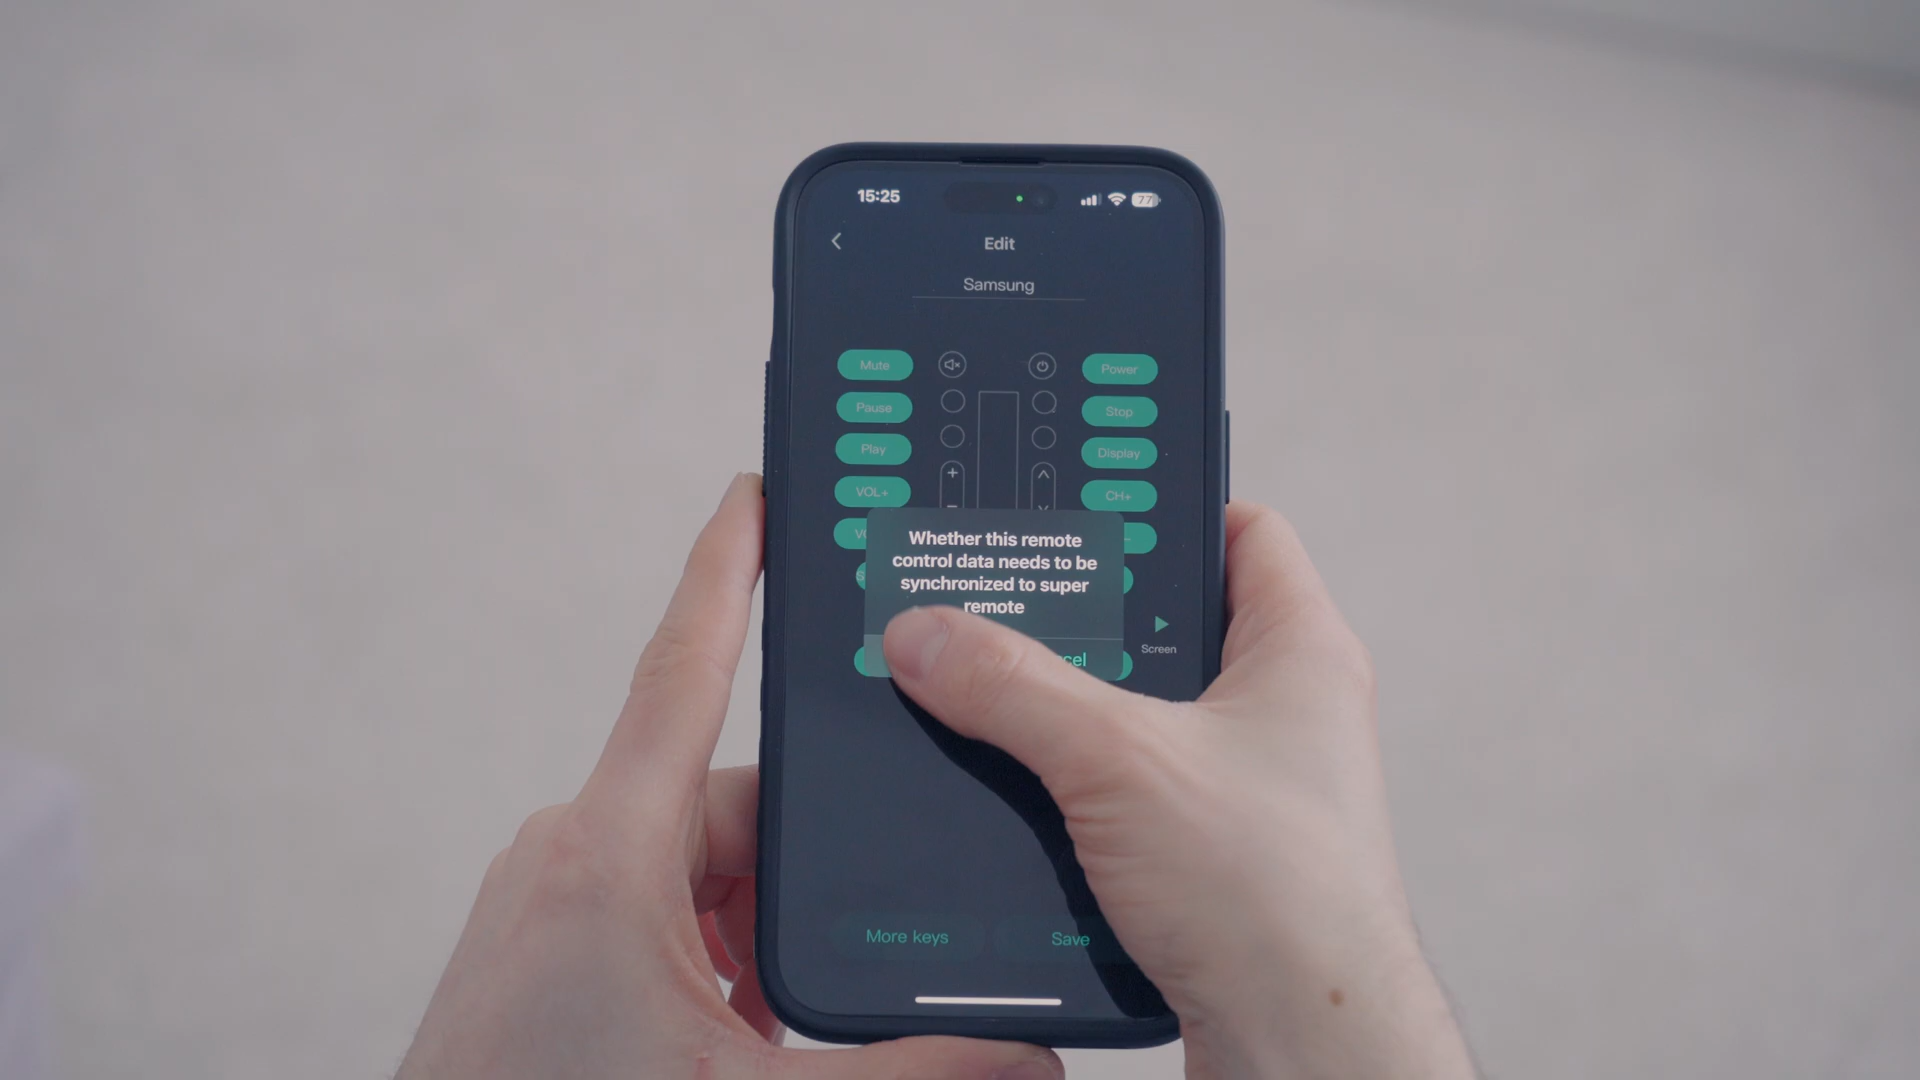 15:25
77
Edit
Samsung
Mute
Power
Pause
Stop
Play
Display
VOL+
CH+
Whether this remote
control data needs to be
synchronized to super
remote
Screen
More keys
Save